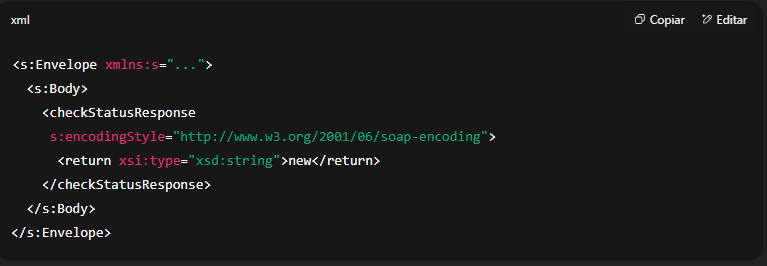 xml Copiar Editar
<s:Envelope xmlns:s="...">
<s:Body>
<checkStatusResponse
s:encodingStyle="http://www.w3.org/2001/06/soap-encoding">
<return xsi:type="xsd:string">new</return>
</checkStatusResponse>
</s:Body>
</s:Envelope>